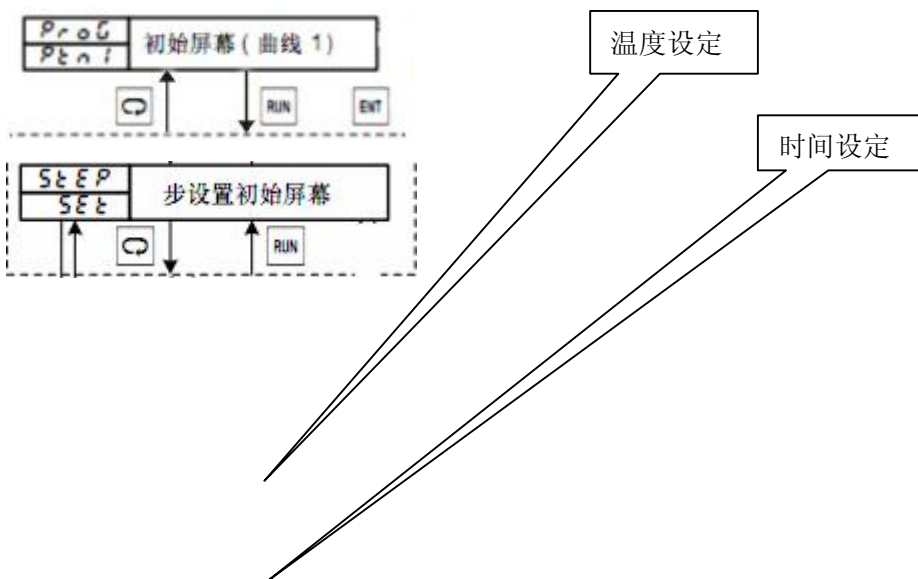 ProG
Ptn1
初始屏幕（曲线 1）
RUN
ENT
StEP
SEt
步设置初始屏幕
RUN
温度设定
时间设定